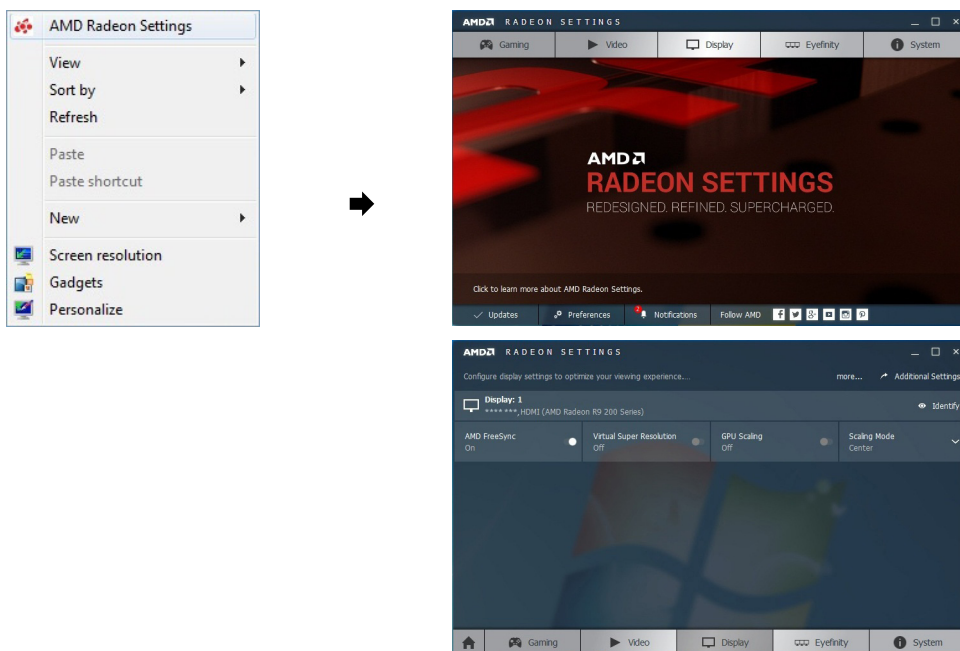 AMD Radeon Settings
View
Sort by
Refresh
Paste
Paste shortcut
New
Screen resolution
Gadgets
Personalize
AMD RADEON SETTINGS
Gaming Video Display Eyefinity System
AMD
RADEON SETTINGS
REDESIGNED. REFINED. SUPERCHARGED.
Click to learn more about AMD Radeon Settings.
Updates Preferences 2 Notifications Follow AMD
AMD RADEON SETTINGS
Configure display settings to optimize your viewing experience.... more... Additional Settings
Display: 1
**** ***, HDMI (AMD Radeon R9 200 Series) Identify
AMD FreeSync Virtual Super Resolution GPU Scaling Scaling Mode
On Off Off Center
Gaming Video Display Eyefinity System